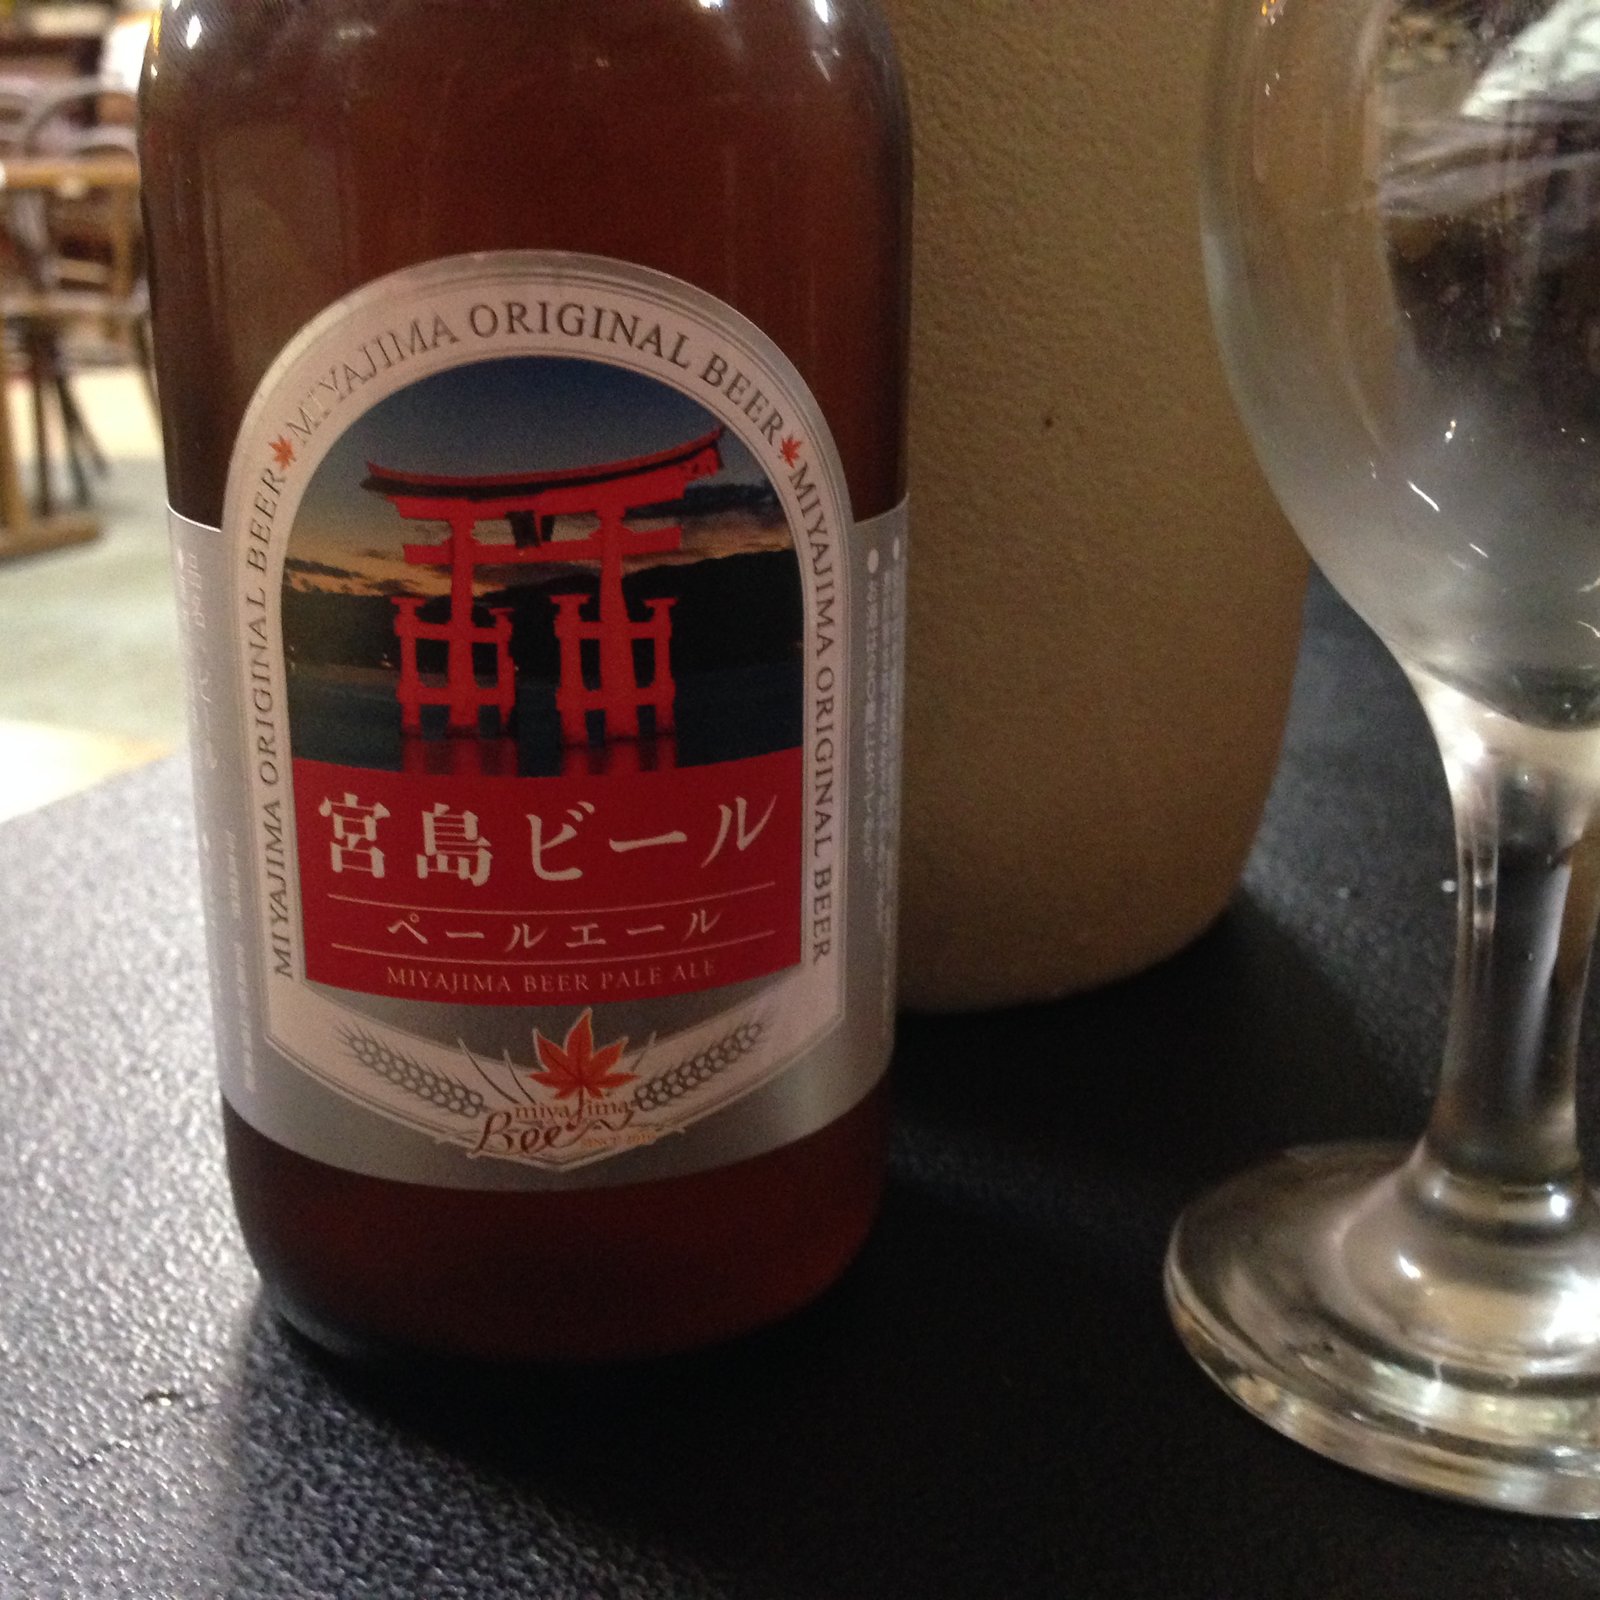 MIYAJIMA ORIGINAL BEER
MIYAJIMA ORIGINAL BEER
MIYAJIMA ORIGINAL BEER
宮島ビール
ペールエール
MIYAJIMA BEER PALE ALE
miyajima
Beer
SINCE